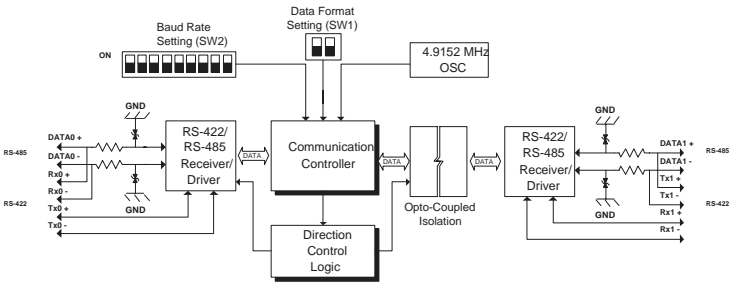 Data Format
Setting (SW1)
Baud Rate
Setting (SW2)
ON
4.9152 MHz
OSC
GND
GND
DATA0 +
RS-485
DATA0 -
Rx0 +
Rx0 -
RS-422
Tx0 +
Tx0 -
GND
RS-422/
RS-485
Receiver/
Driver
DATA
Communication
Controller
DATA
Opto-Coupled
Isolation
DATA
RS-422/
RS-485
Receiver/
Driver
DATA1 +
RS-485
DATA1 -
Tx1 +
Tx1 -
RS-422
GND
Rx1 +
Rx1 -
Direction
Control
Logic